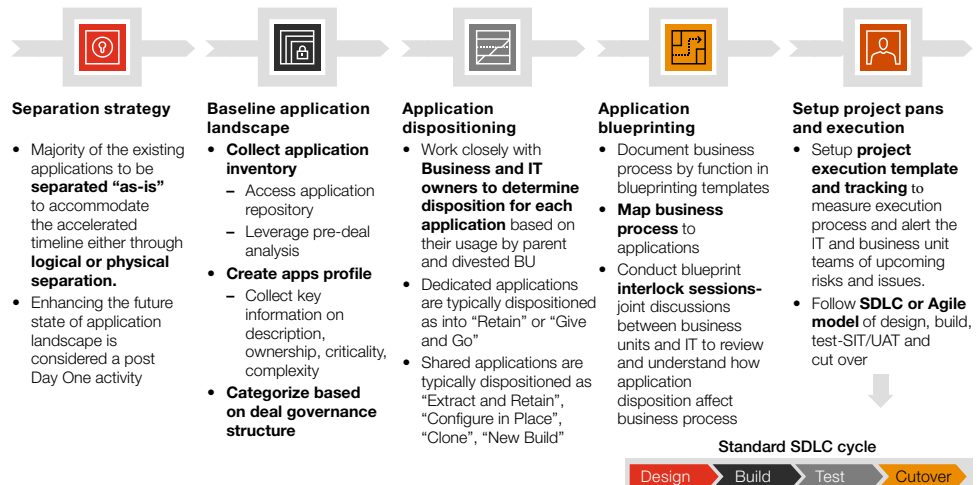 Separation strategy
• Majority of the existing
applications to be
separated “as-is”
to accommodate
the accelerated
timeline either through
logical or physical
separation.
• Enhancing the future
state of application
landscape is
considered a post
Day One activity
Baseline application
landscape
• Collect application
inventory
– Access application
repository
– Leverage pre-deal
analysis
• Create apps profile
– Collect key
information on
description,
ownership, criticality,
complexity
• Categorize based
on deal governance
structure
Application
dispositioning
• Work closely with
Business and IT
owners to determine
disposition for each
application based on
their usage by parent
and divested BU
• Dedicated applications
are typically dispositioned
as into “Retain” or “Give
and Go”
• Shared applications are
typically dispositioned as
“Extract and Retain”,
“Configure in Place”,
“Clone”, “New Build”
Application
blueprinting
• Document business
process by function in
blueprinting templates
• Map business
process to
applications
• Conduct blueprint
interlock sessions-
joint discussions
between business
units and IT to review
and understand how
application
disposition affect
business process
Setup project pans
and execution
• Setup project
execution template
and tracking to
measure execution
process and alert the
IT and business unit
teams of upcoming
risks and issues.
• Follow SDLC or Agile
model of design, build,
test-SIT/UAT and
cut over
Standard SDLC cycle
Design Build Test Cutover